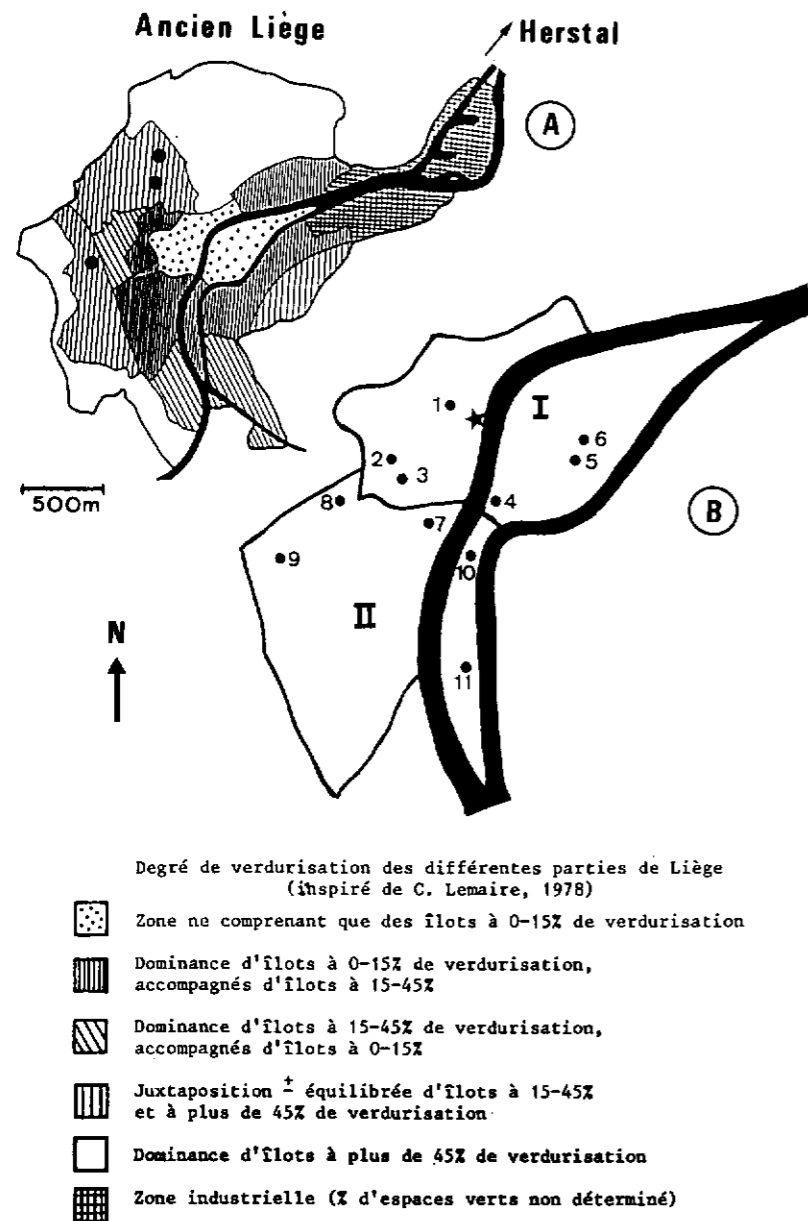 Ancien Liège
Herstal
A
500m
N
B
I
II
1
2
3
4
5
6
7
8
9
10
11
Degré de verdurisation des différentes parties de Liège
(inspiré de C. Lemaire, 1978)
Zone ne comprenant que des îlots à 0-15% de verdurisation
Dominance d'îlots à 0-15% de verdurisation,
accompagnés d'îlots à 15-45%
Dominance d'îlots à 15-45% de verdurisation,
accompagnés d'îlots à 0-15%
Juxtaposition ± équilibrée d'îlots à 15-45%
et à plus de 45% de verdurisation
Dominance d'îlots à plus de 45% de verdurisation
Zone industrielle (% d'espaces verts non déterminé)